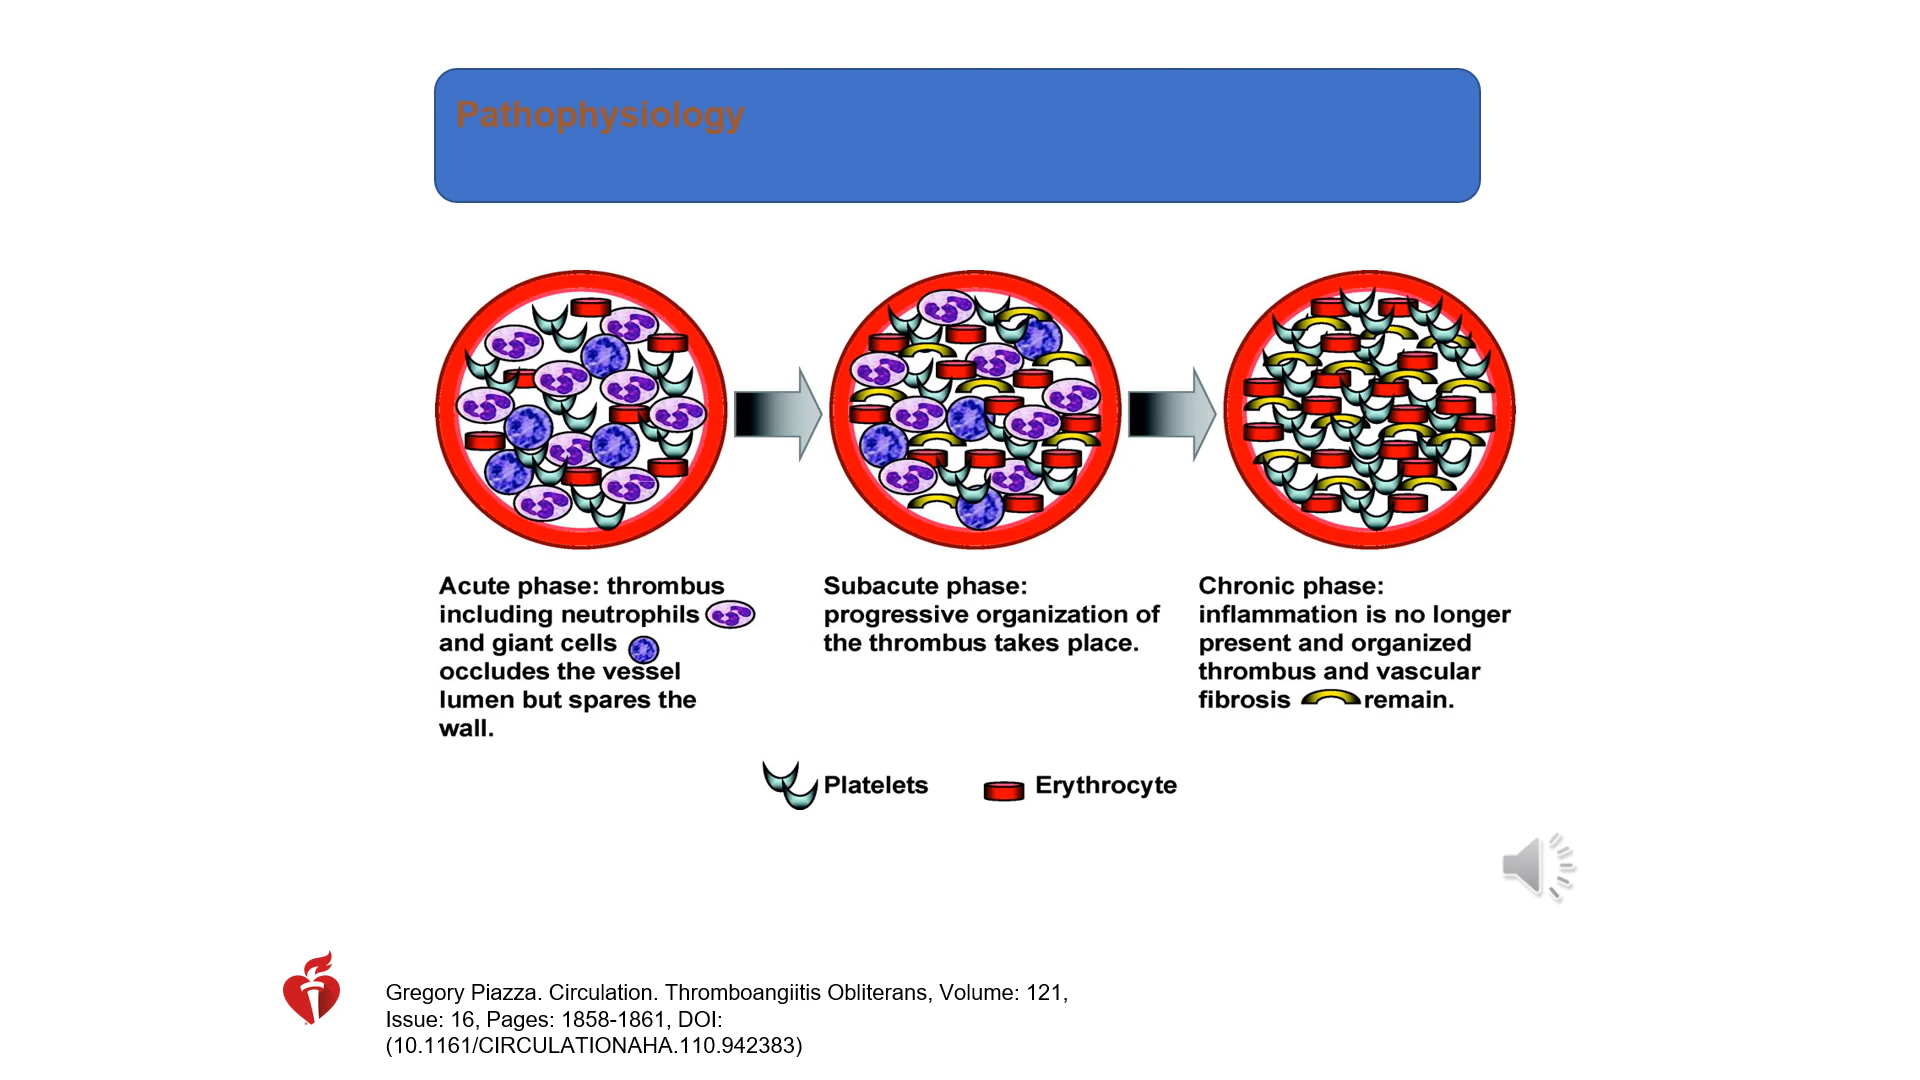 Pathophysiology
Acute phase: thrombus
including neutrophils
and giant cells
occludes the vessel
lumen but spares the
wall.
Subacute phase:
progressive organization of
the thrombus takes place.
Chronic phase:
inflammation is no longer
present and organized
thrombus and vascular
fibrosis remain.
Platelets
Erythrocyte
Gregory Piazza. Circulation. Thromboangiitis Obliterans, Volume: 121,
Issue: 16, Pages: 1858-1861, DOI:
(10.1161/CIRCULATIONAHA.110.942383)